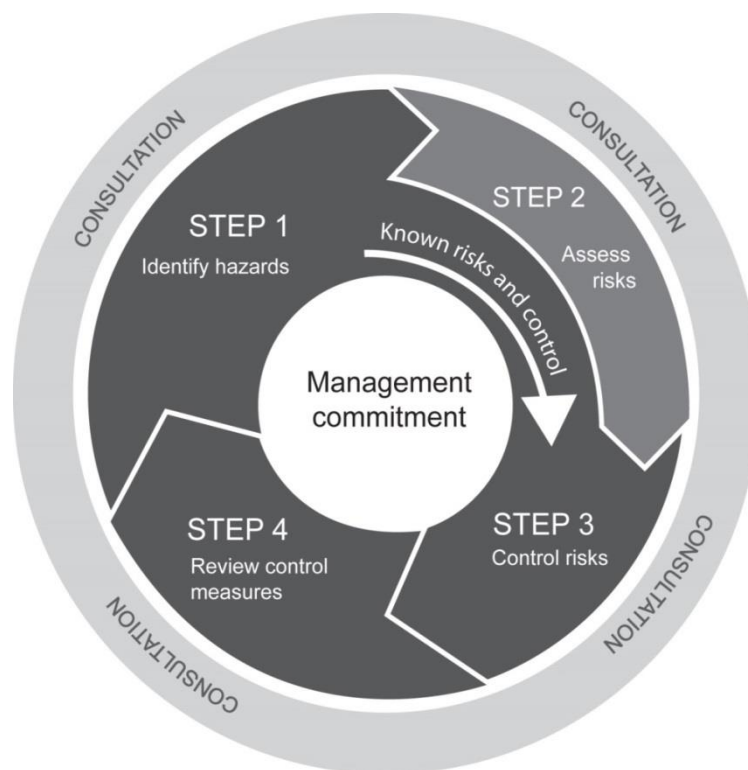 CONSULTATION
CONSULTATION
STEP 1
Identify hazards
STEP 2
Assess
risks
Known risks and control
Management
commitment
STEP 3
Control risks
STEP 4
Review control
measures
CONSULTATION
CONSULTATION